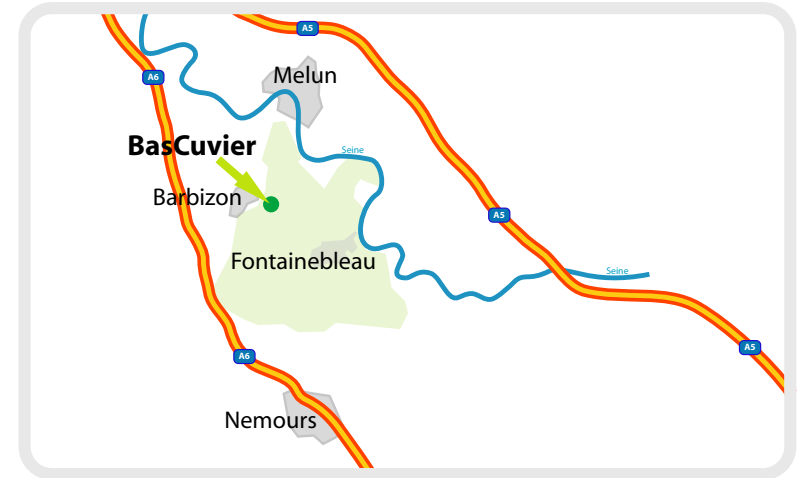 A5
A6
Melun
BasCuvier
Seine
Barbizon
A5
Fontainebleau
Seine
A5
A6
Nemours